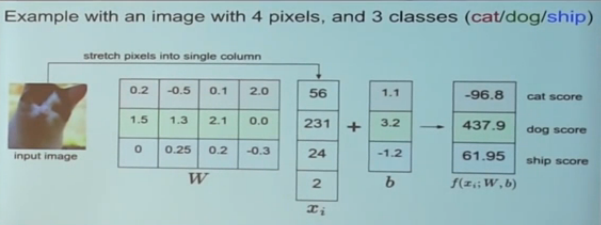 Example with an image with 4 pixels, and 3 classes (cat/dog/ship)
stretch pixels into single column
0.2 -0.5 0.1 2.0
1.5 1.3 2.1 0.0
0 0.25 0.2 -0.3
W
56
231
24
2
xᵢ
+
1.1
3.2
-1.2
b
→
-96.8 cat score
437.9 dog score
61.95 ship score
f(xᵢ; W, b)
input image